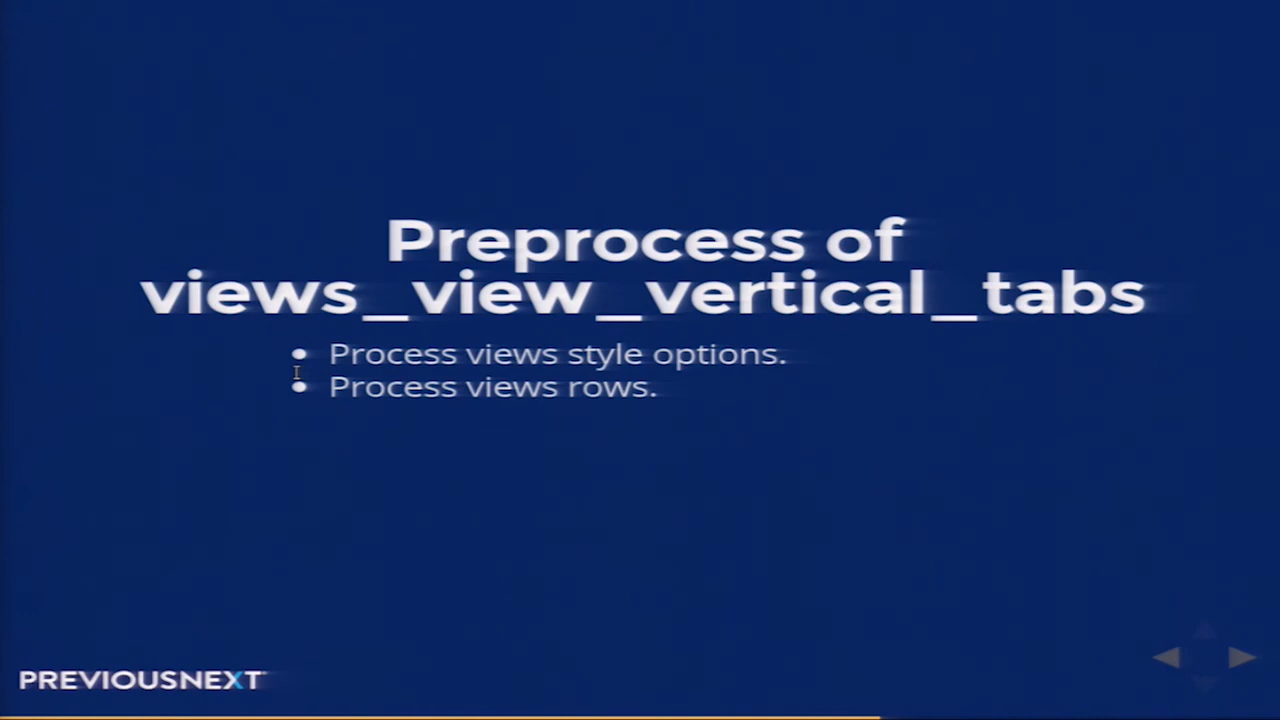 Preprocess of
views_view_vertical_tabs
Process views style options.
Process views rows.
PREVIOUSNEXT